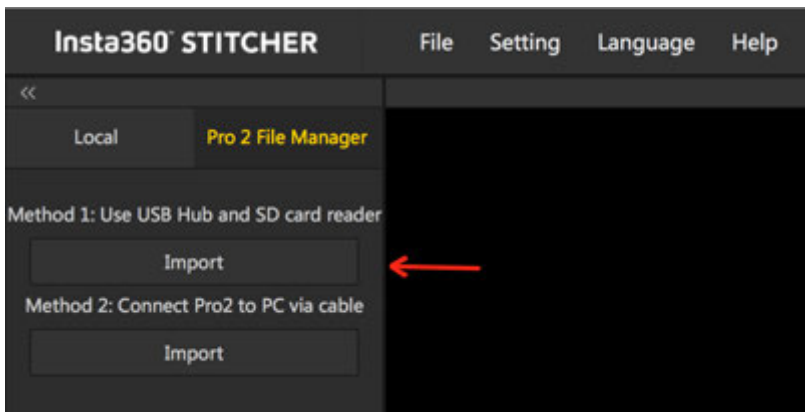 Insta360 STITCHER File Setting Language Help
«
Local Pro 2 File Manager
Method 1: Use USB Hub and SD card reader
Import
Method 2: Connect Pro2 to PC via cable
Import